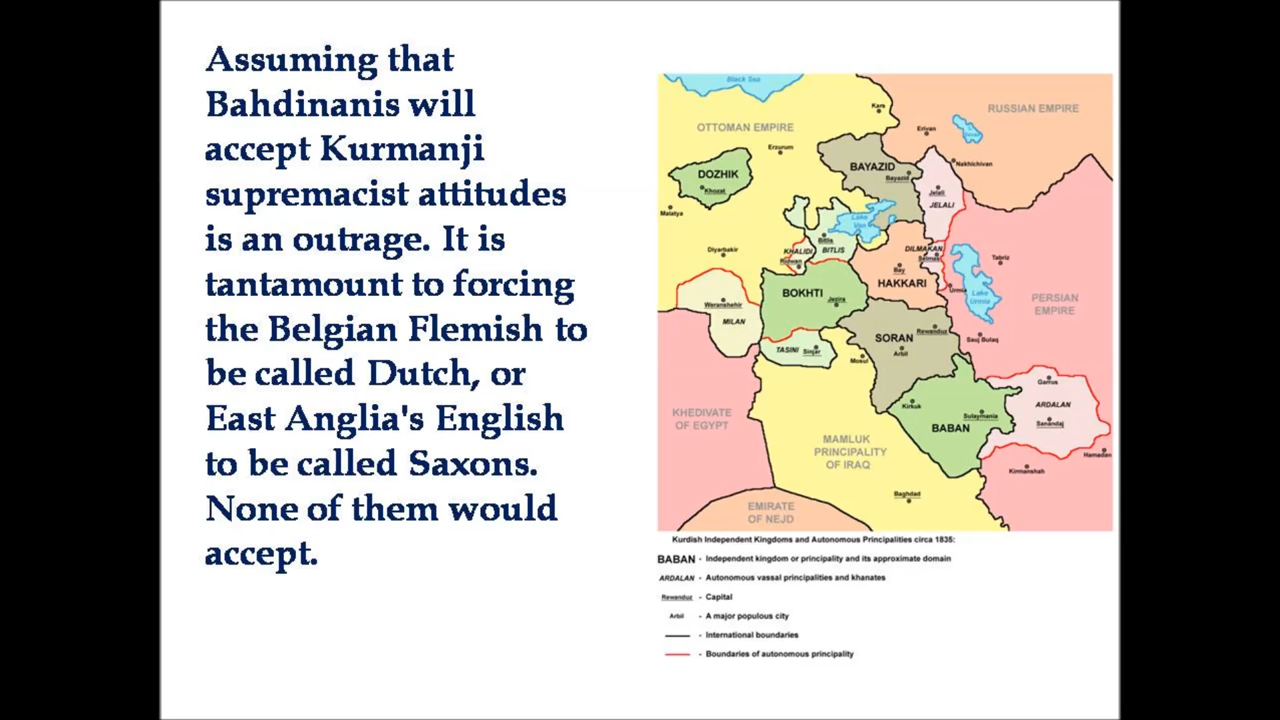 Assuming that
Bahdinanis will
accept Kurmanji
supremacist attitudes
is an outrage. It is
tantamount to forcing
the Belgian Flemish to
be called Dutch, or
East Anglia's English
to be called Saxons.
None of them would
accept.
Black Sea
Kars
RUSSIAN EMPIRE
OTTOMAN EMPIRE
Erivan
Erzurum
BAYAZID
Nakhichivan
DOZHIK
Bayazid
Khozat
Jelali
JELALI
Malatya
Lake
Van
Bitlis
Diyarbakir
KHALIDI
BITLIS
DILMAKAN
Ridwan
Selmas
Tabriz
Bay
HAKKARI
BOKHTI
Urmia
Lake
Urmia
PERSIAN
EMPIRE
Weranshehir
Jezira
MILAN
SORAN
Rewanduz
Sauj Bulaq
TASINI
Sinjar
Mosul
Arbil
Garrus
KHEDIVATE
OF EGYPT
Kirkuk
Sulaymania
ARDALAN
Sanandaj
BABAN
MAMLUK
PRINCIPALITY
OF IRAQ
Hamadan
Kirmanshah
Baghdad
EMIRATE
OF NEJD
Kurdish Independent Kingdoms and Autonomous Principalities circa 1835:
BABAN - Independent kingdom or principality and its approximate domain
ARDALAN - Autonomous vassal principalities and khanates
Rewanduz - Capital
Arbil - A major populous city
- International boundaries
- Boundaries of autonomous principality